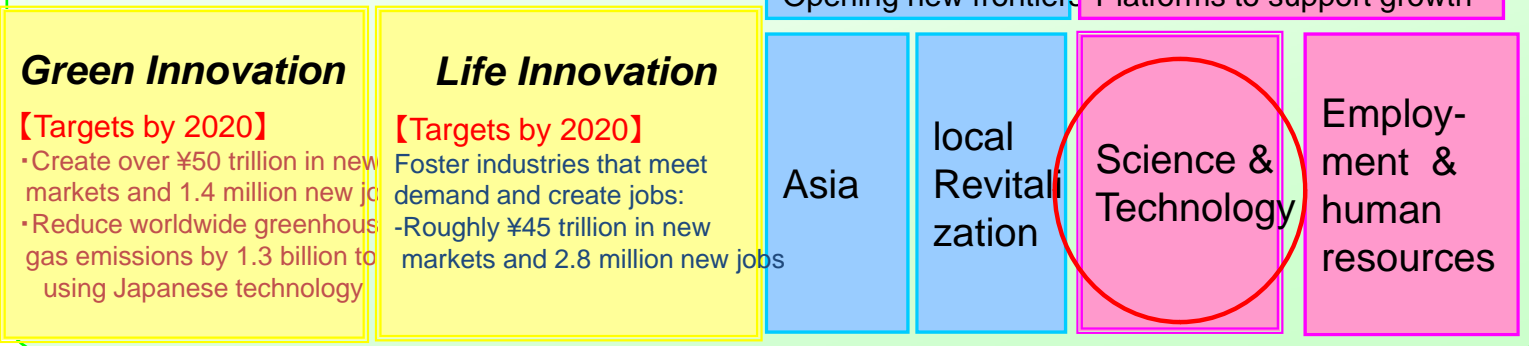 Opening new frontiers
Platforms to support growth
Green Innovation
【Targets by 2020】
・Create over ¥50 trillion in new
markets and 1.4 million new jo
・Reduce worldwide greenhous
gas emissions by 1.3 billion to
using Japanese technology
Life Innovation
【Targets by 2020】
Foster industries that meet
demand and create jobs:
-Roughly ¥45 trillion in new
markets and 2.8 million new jobs
Asia
local
Revitali
zation
Science &
Technology
Employ-
ment &
human
resources